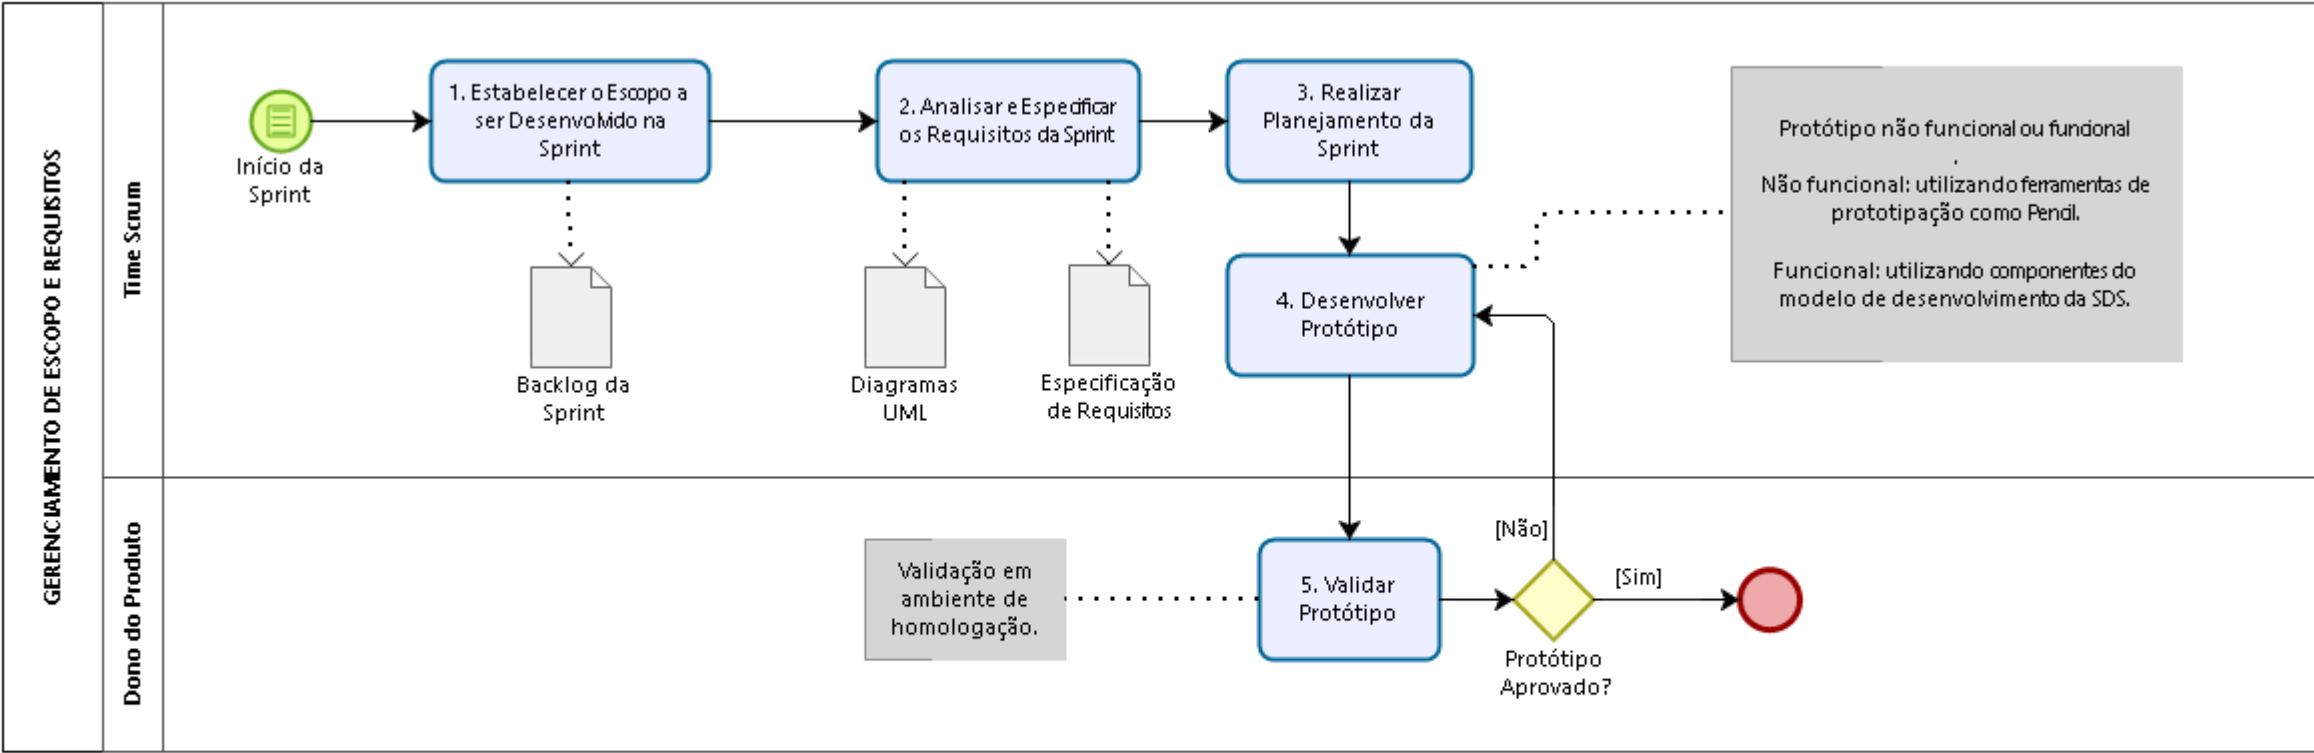 GERENCIAMENTO DE ESCOPO E REQUISITOS
Time Scrum
Início da
Sprint
1. Estabelecer o Escopo a
ser Desenvolvido na
Sprint
2. Analisar e Especificar
os Requisitos da Sprint
3. Realizar
Planejamento da
Sprint
Protótipo não funcional ou funcional
.
Não funcional: utilizando ferramentas de
prototipação como Pencil.
Funcional: utilizando componentes do
modelo de desenvolvimento da SDS.
4. Desenvolver
Protótipo
Backlog da
Sprint
Diagramas
UML
Especificação
de Requisitos
Dono do Produto
Validação em
ambiente de
homologação.
5. Validar
Protótipo
[Não]
[Sim]
Protótipo
Aprovado?